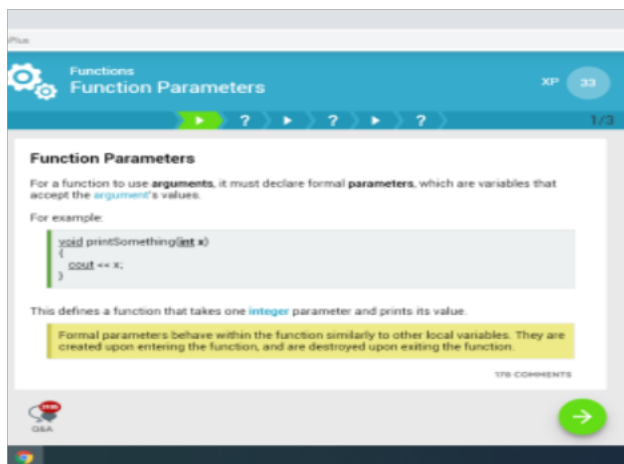 Plus
Functions
Function Parameters
XP 33
? ? ? 1/3
Function Parameters
For a function to use arguments, it must declare formal parameters, which are variables that
accept the argument's values.
For example:
void printSomething(int x)
{
cout << x;
}
This defines a function that takes one integer parameter and prints its value.
Formal parameters behave within the function similarly to other local variables. They are
created upon entering the function, and are destroyed upon exiting the function.
178 COMMENTS
Q&A